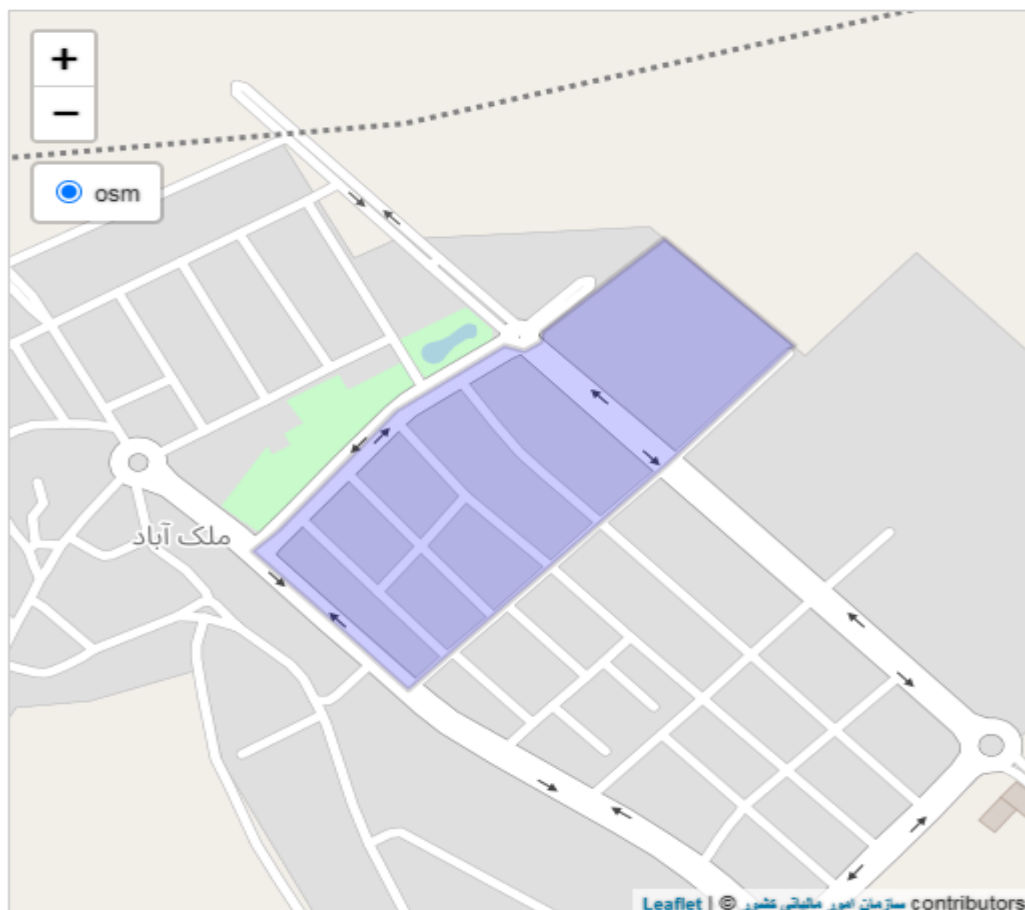 +
−
osm
ملک آباد
Leaflet | © سازمان امور مالیاتی کشور contributors